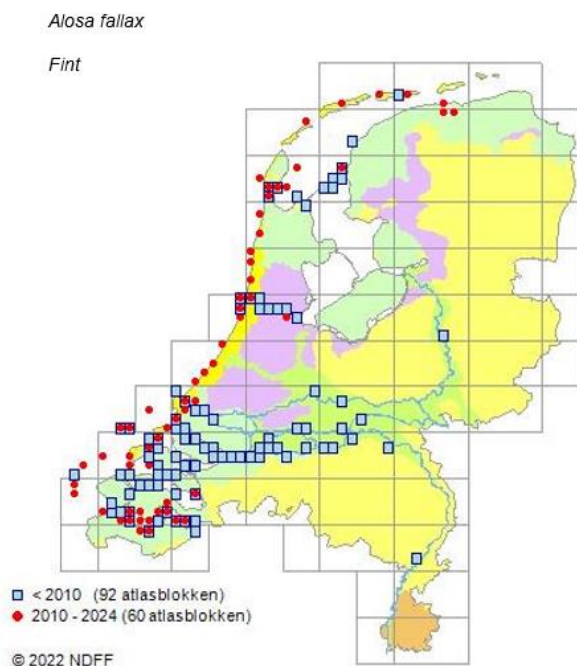 Alosa fallax
Fint
< 2010 (92 atlasblokken)
2010 - 2024 (60 atlasblokken)
© 2022 NDFF